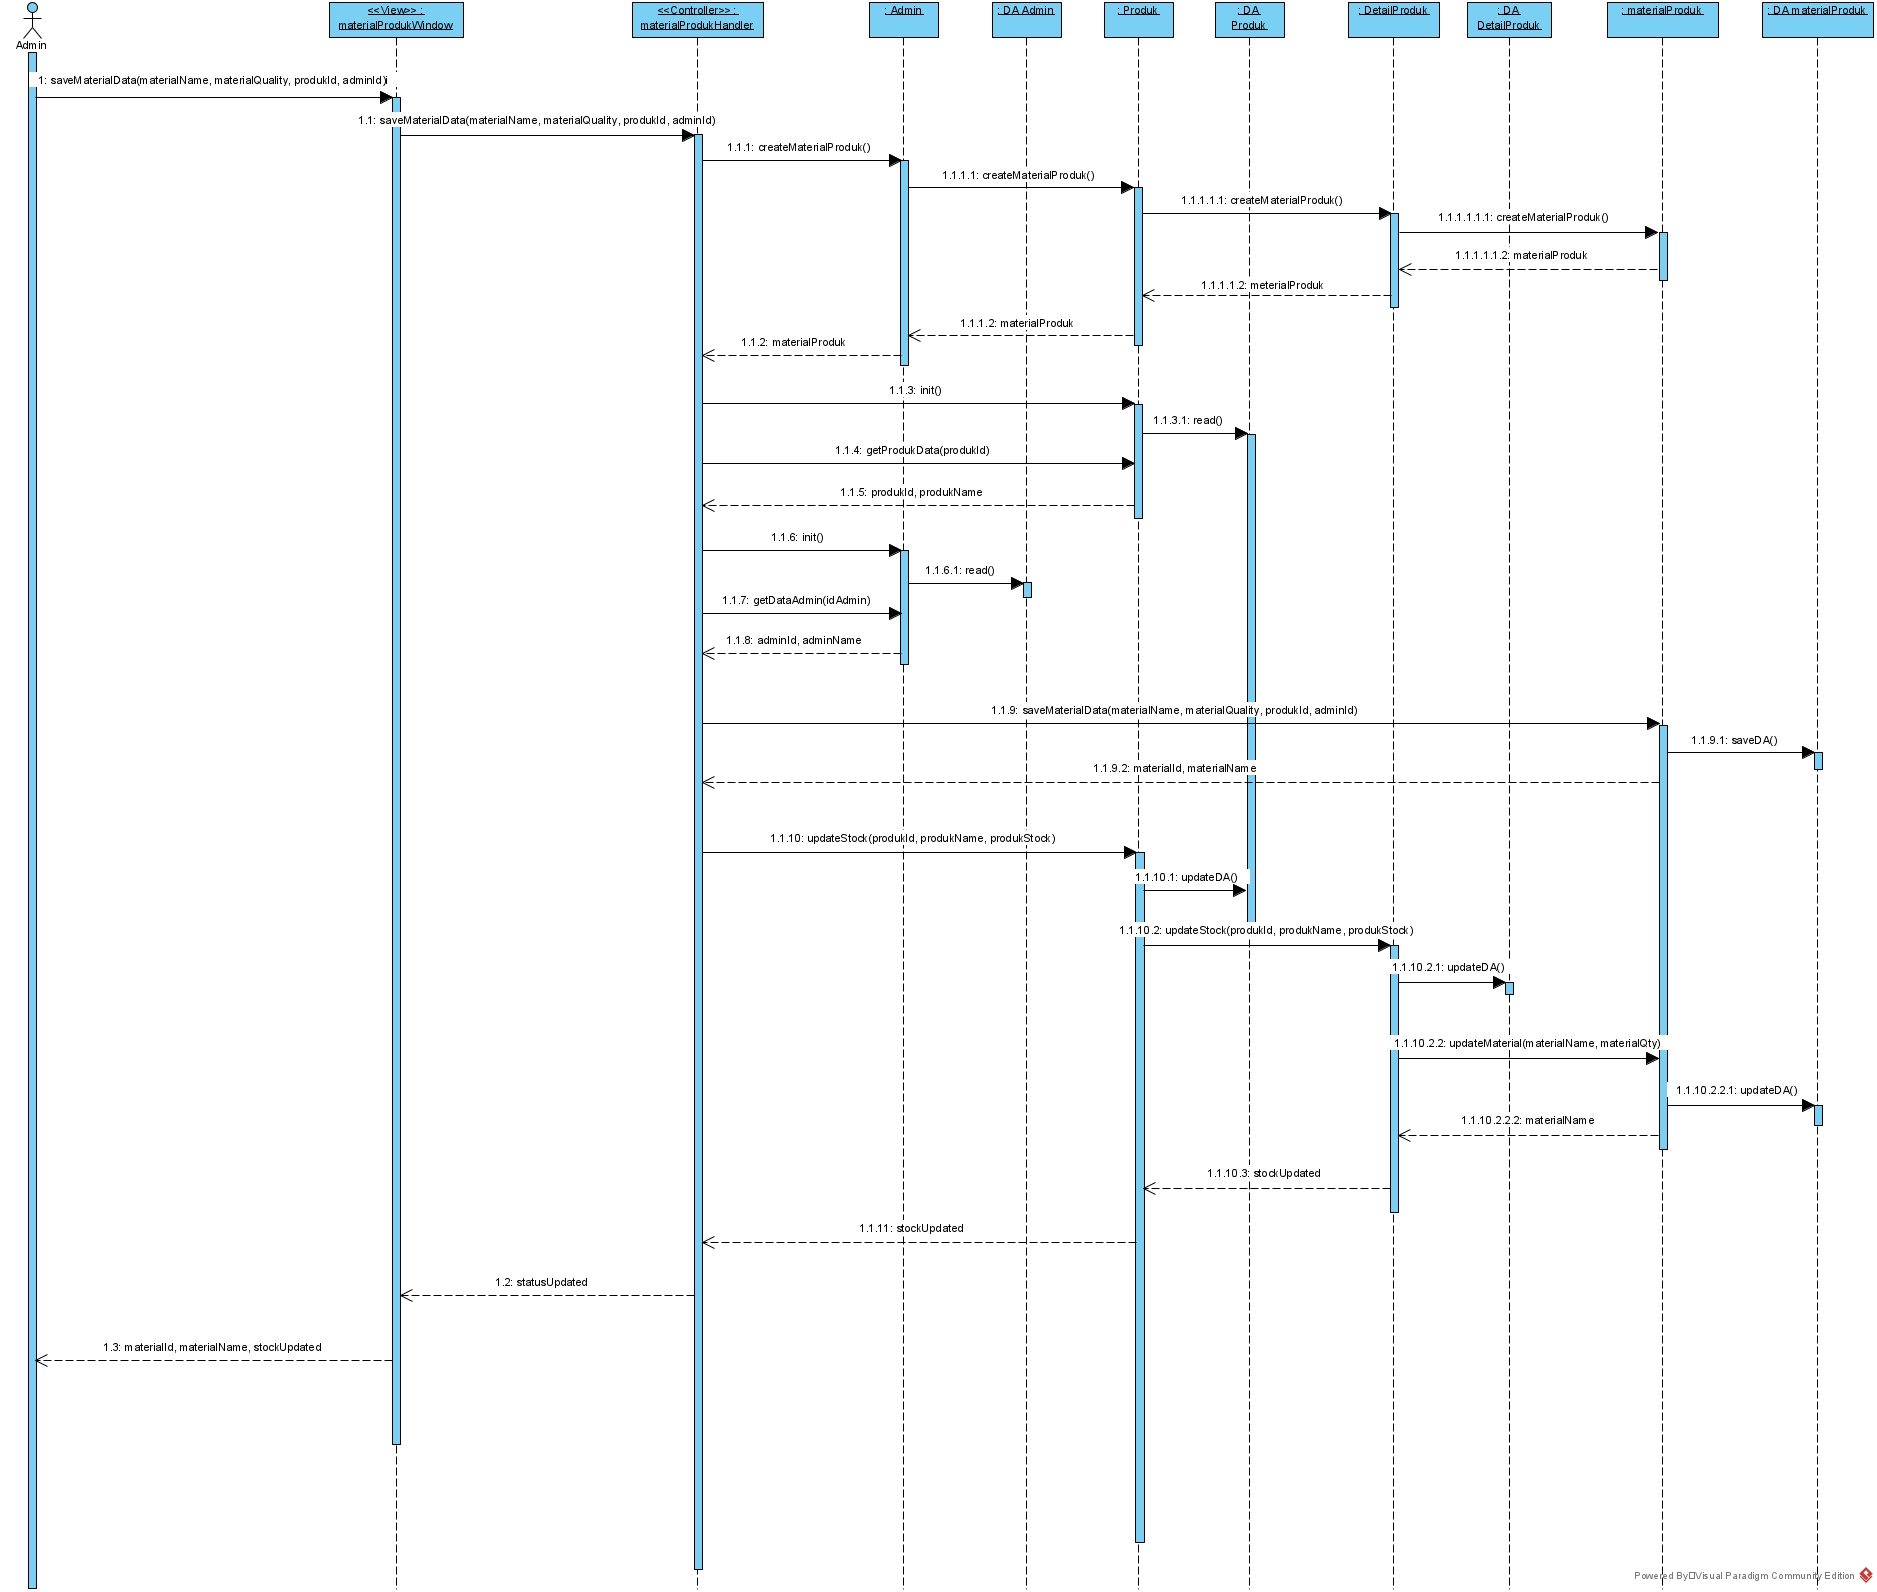 <<View>> :
materialProdukWindow
<<Controller>> :
materialProdukHandler
: Admin
: DA Admin
: Produk
: DA
Produk
: DetailProduk
: DA
DetailProduk
: materialProduk
: DA materialProduk
Admin
1: saveMaterialData(materialName, materialQuality, produkId, adminId)i
1.1: saveMaterialData(materialName, materialQuality, produkId, adminId)
1.1.1: createMaterialProduk()
1.1.1.1: createMaterialProduk()
1.1.1.1.1: createMaterialProduk()
1.1.1.1.1.1: createMaterialProduk()
1.1.1.1.1.2: materialProduk
1.1.1.1.2: meterialProduk
1.1.1.2: materialProduk
1.1.2: materialProduk
1.1.3: init()
1.1.3.1: read()
1.1.4: getProdukData(produkId)
1.1.5: produkId, produkName
1.1.6: init()
1.1.6.1: read()
1.1.7: getDataAdmin(idAdmin)
1.1.8: adminId, adminName
1.1.9: saveMaterialData(materialName, materialQuality, produkId, adminId)
1.1.9.1: saveDA()
1.1.9.2: materialId, materialName
1.1.10: updateStock(produkId, produkName, produkStock)
1.1.10.1: updateDA()
1.1.10.2: updateStock(produkId, produkName, produkStock)
1.1.10.2.1: updateDA()
1.1.10.2.2: updateMaterial(materialName, materialQty)
1.1.10.2.2.1: updateDA()
1.1.10.2.2.2: materialName
1.1.10.3: stockUpdated
1.1.11: stockUpdated
1.2: statusUpdated
1.3: materialId, materialName, stockUpdated
Powered By□Visual Paradigm Community Edition